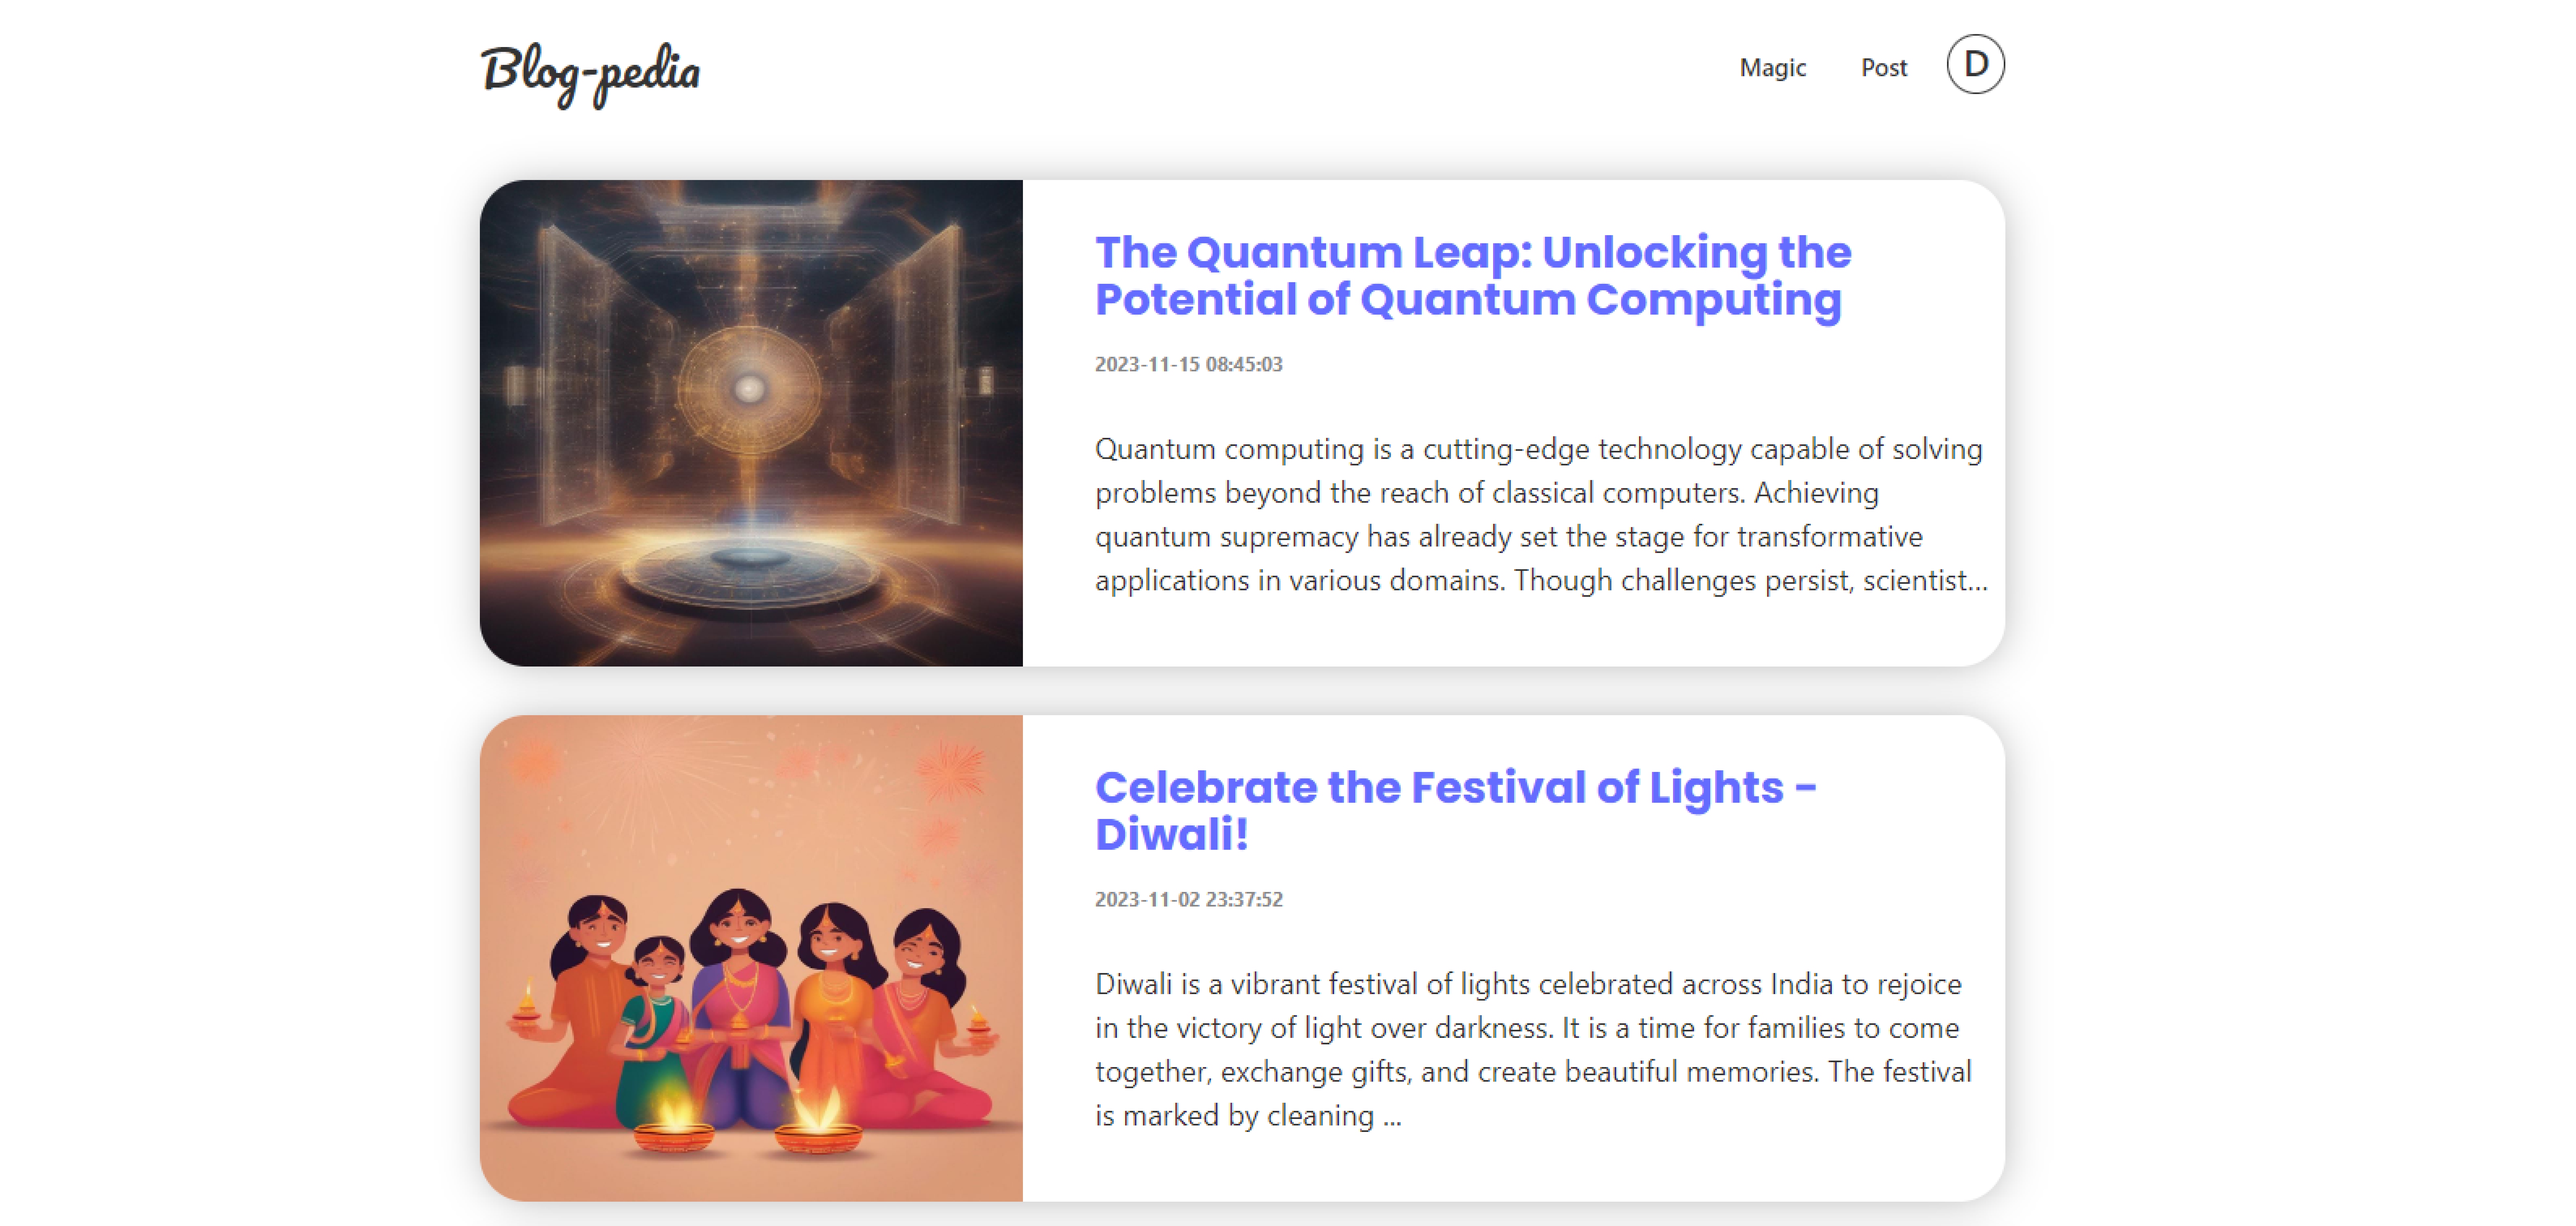 Blog-pedia
Magic
Post
D
The Quantum Leap: Unlocking the
Potential of Quantum Computing
2023-11-15 08:45:03
Quantum computing is a cutting-edge technology capable of solving
problems beyond the reach of classical computers. Achieving
quantum supremacy has already set the stage for transformative
applications in various domains. Though challenges persist, scientist...
Celebrate the Festival of Lights -
Diwali!
2023-11-02 23:37:52
Diwali is a vibrant festival of lights celebrated across India to rejoice
in the victory of light over darkness. It is a time for families to come
together, exchange gifts, and create beautiful memories. The festival
is marked by cleaning ...